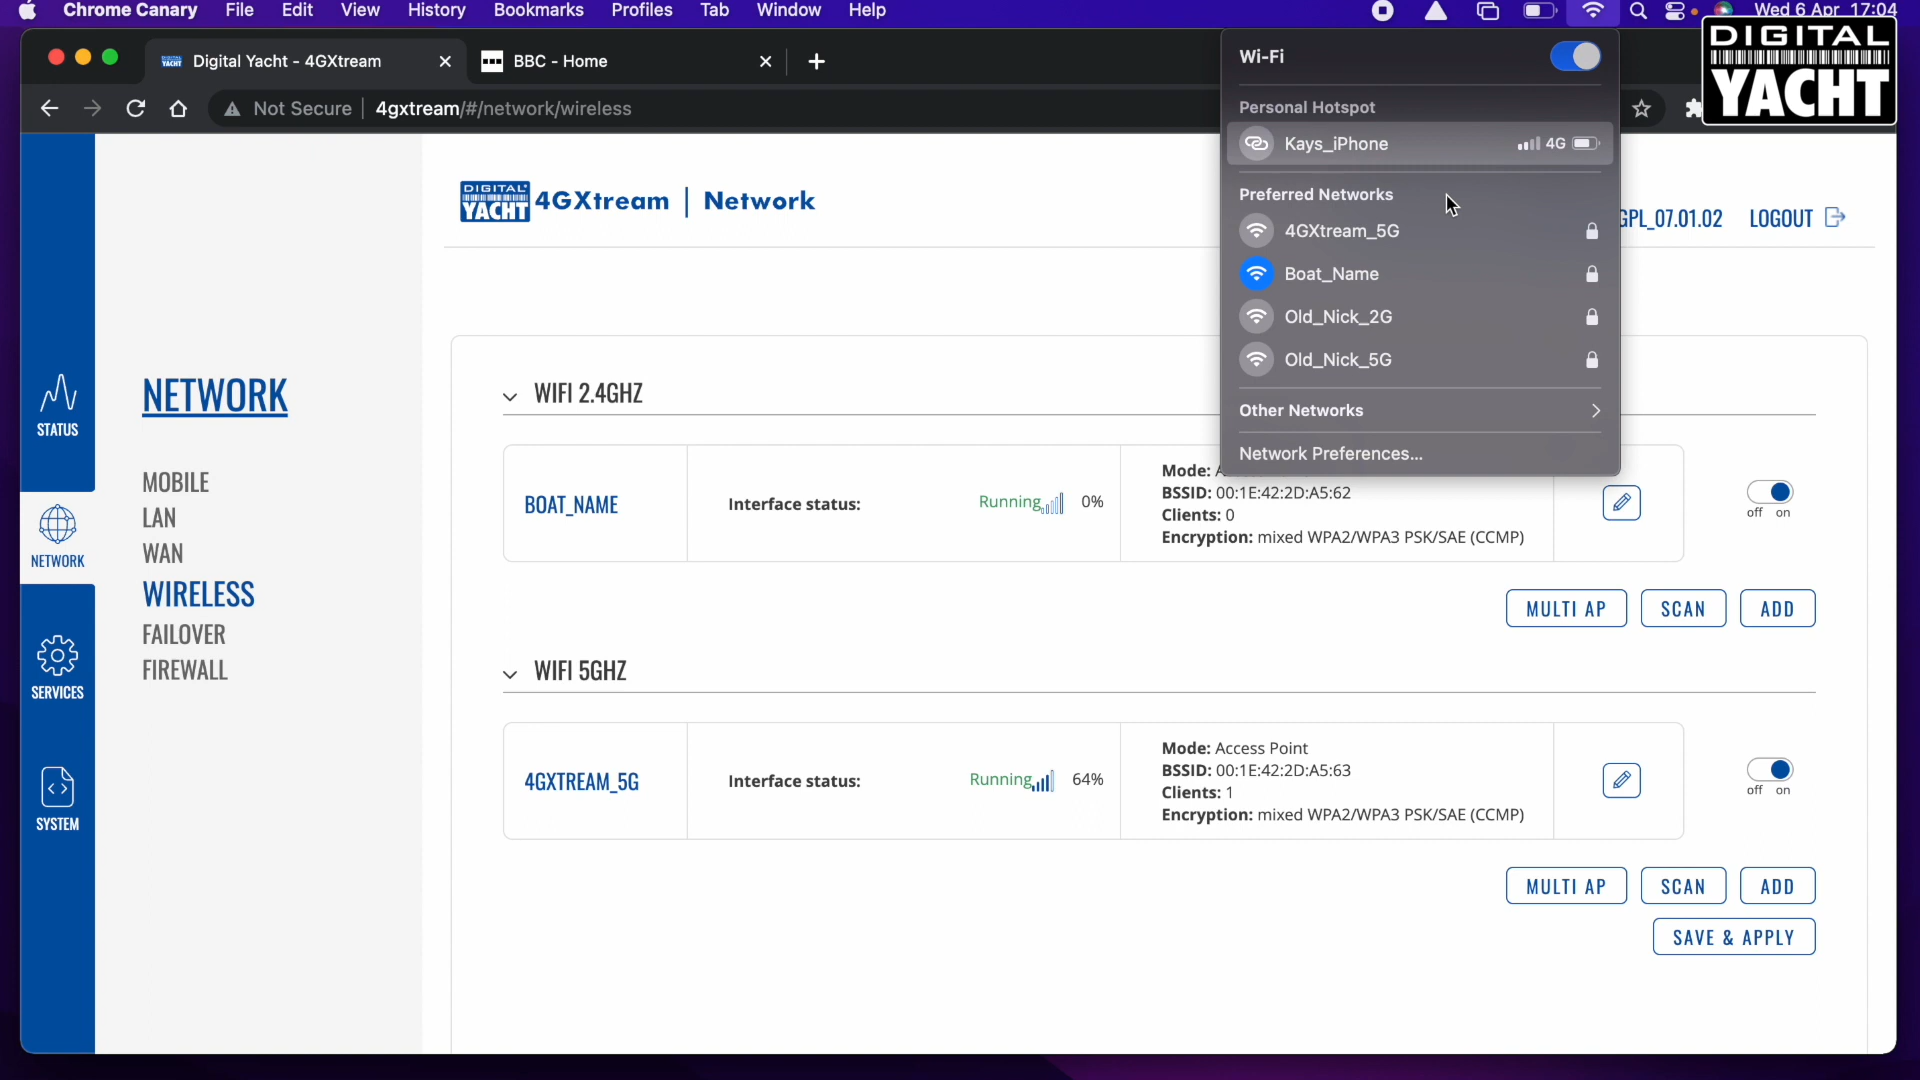 Chrome Canary File Edit View History Bookmarks Profiles Tab Window Help Wed 6 Apr 17:04
Digital Yacht - 4GXtream
BBC - Home
Not Secure 4gxtream/#/network/wireless
DIGITAL
YACHT
Wi-Fi
Personal Hotspot
Kays_iPhone 4G
Preferred Networks
4GXtream_5G
Boat_Name
Old_Nick_2G
Old_Nick_5G
Other Networks
Network Preferences...
DIGITAL
YACHT
4GXtream | Network
GPL_07.01.02 LOGOUT
STATUS
NETWORK
SERVICES
SYSTEM
NETWORK
MOBILE
LAN
WAN
WIRELESS
FAILOVER
FIREWALL
WIFI 2.4GHZ
BOAT_NAME
Interface status: Running 0%
Mode: A
BSSID: 00:1E:42:2D:A5:62
Clients: 0
Encryption: mixed WPA2/WPA3 PSK/SAE (CCMP)
off on
MULTI AP SCAN ADD
WIFI 5GHZ
4GXTREAM_5G
Interface status: Running 64%
Mode: Access Point
BSSID: 00:1E:42:2D:A5:63
Clients: 1
Encryption: mixed WPA2/WPA3 PSK/SAE (CCMP)
off on
MULTI AP SCAN ADD
SAVE & APPLY